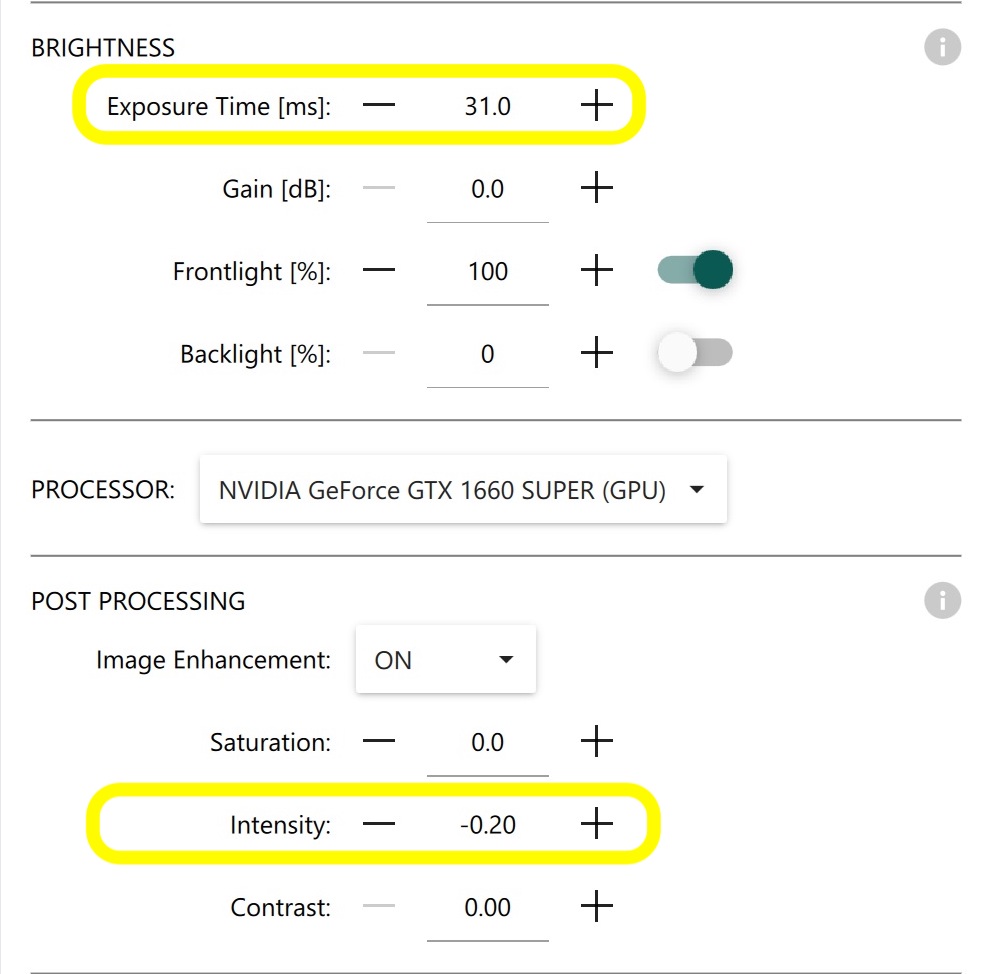 BRIGHTNESS
Exposure Time [ms]: — 31.0 +
Gain [dB]: — 0.0 +
Frontlight [%]: — 100 +
Backlight [%]: — 0 +
PROCESSOR: NVIDIA GeForce GTX 1660 SUPER (GPU)
POST PROCESSING
Image Enhancement: ON
Saturation: — 0.0 +
Intensity: — -0.20 +
Contrast: — 0.00 +